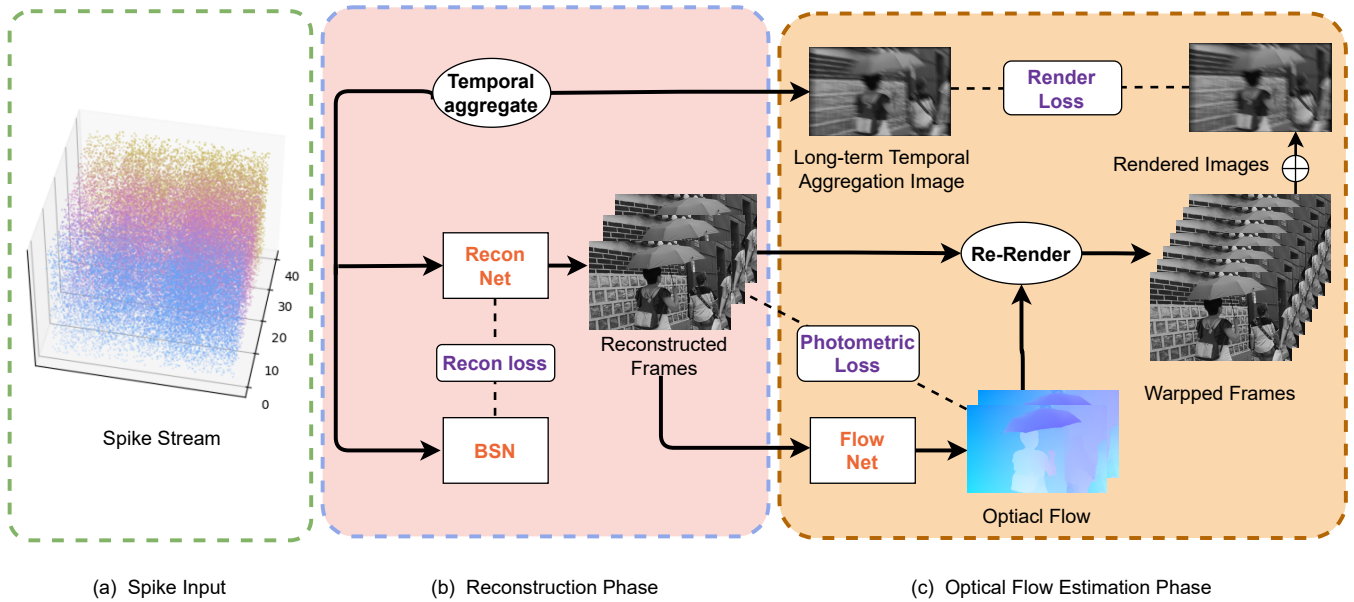 Temporal
aggregate
Render
Loss
Long-term Temporal
Aggregation Image
Rendered Images
40
30
20
10
0
Recon
Net
Re-Render
Recon loss
Reconstructed
Frames
Photometric
Loss
Warpped Frames
Spike Stream
BSN
Flow
Net
Optiacl Flow
(a) Spike Input
(b) Reconstruction Phase
(c) Optical Flow Estimation Phase